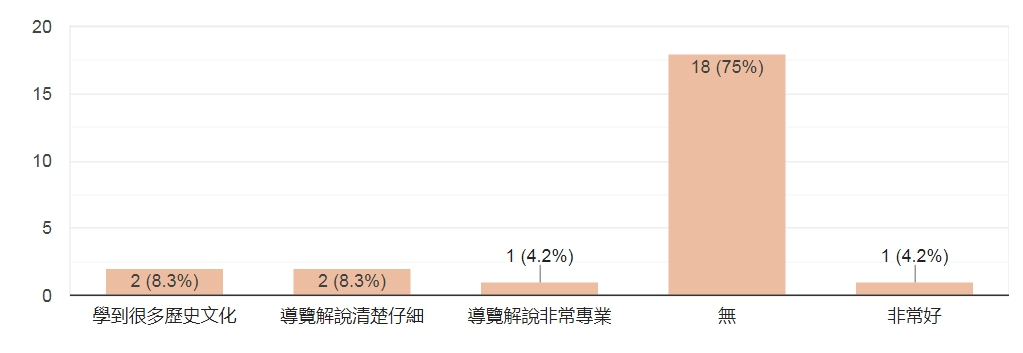 20
15
10
5
0
2 (8.3%)
2 (8.3%)
1 (4.2%)
18 (75%)
1 (4.2%)
學到很多歷史文化
導覽解說清楚仔細
導覽解說非常專業
無
非常好